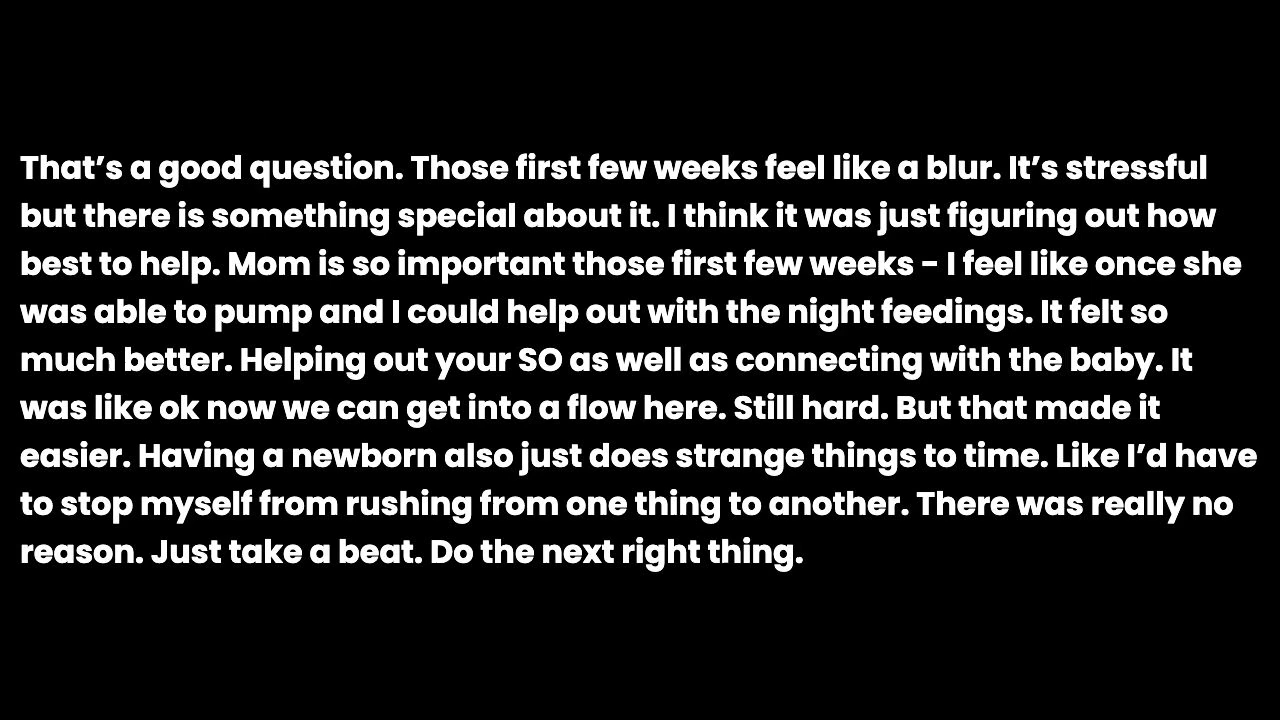 That’s a good question. Those first few weeks feel like a blur. It’s stressful
but there is something special about it. I think it was just figuring out how
best to help. Mom is so important those first few weeks - I feel like once she
was able to pump and I could help out with the night feedings. It felt so
much better. Helping out your SO as well as connecting with the baby. It
was like ok now we can get into a flow here. Still hard. But that made it
easier. Having a newborn also just does strange things to time. Like I’d have
to stop myself from rushing from one thing to another. There was really no
reason. Just take a beat. Do the next right thing.